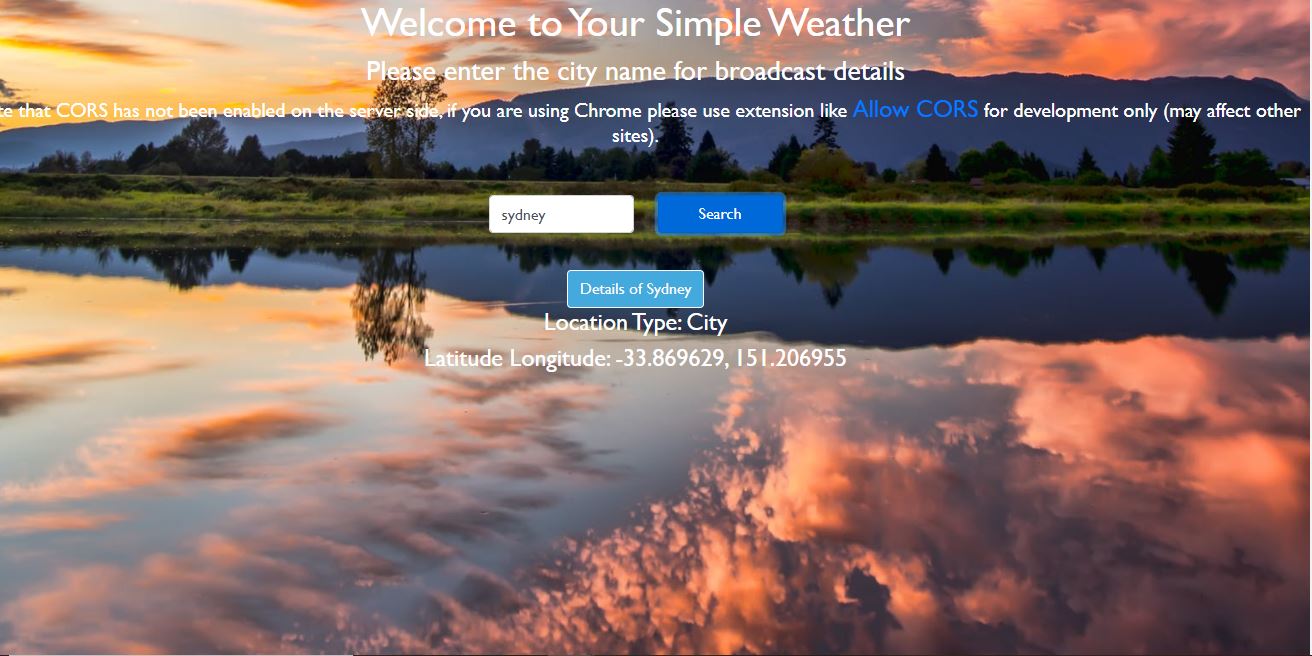 Welcome to Your Simple Weather
Please enter the city name for broadcast details
that CORS has not been enabled on the server side, if you are using Chrome please use extension like Allow CORS for development only (may affect other
sites).
sydney Search
Details of Sydney
Location Type: City
Latitude Longitude: -33.869629, 151.206955